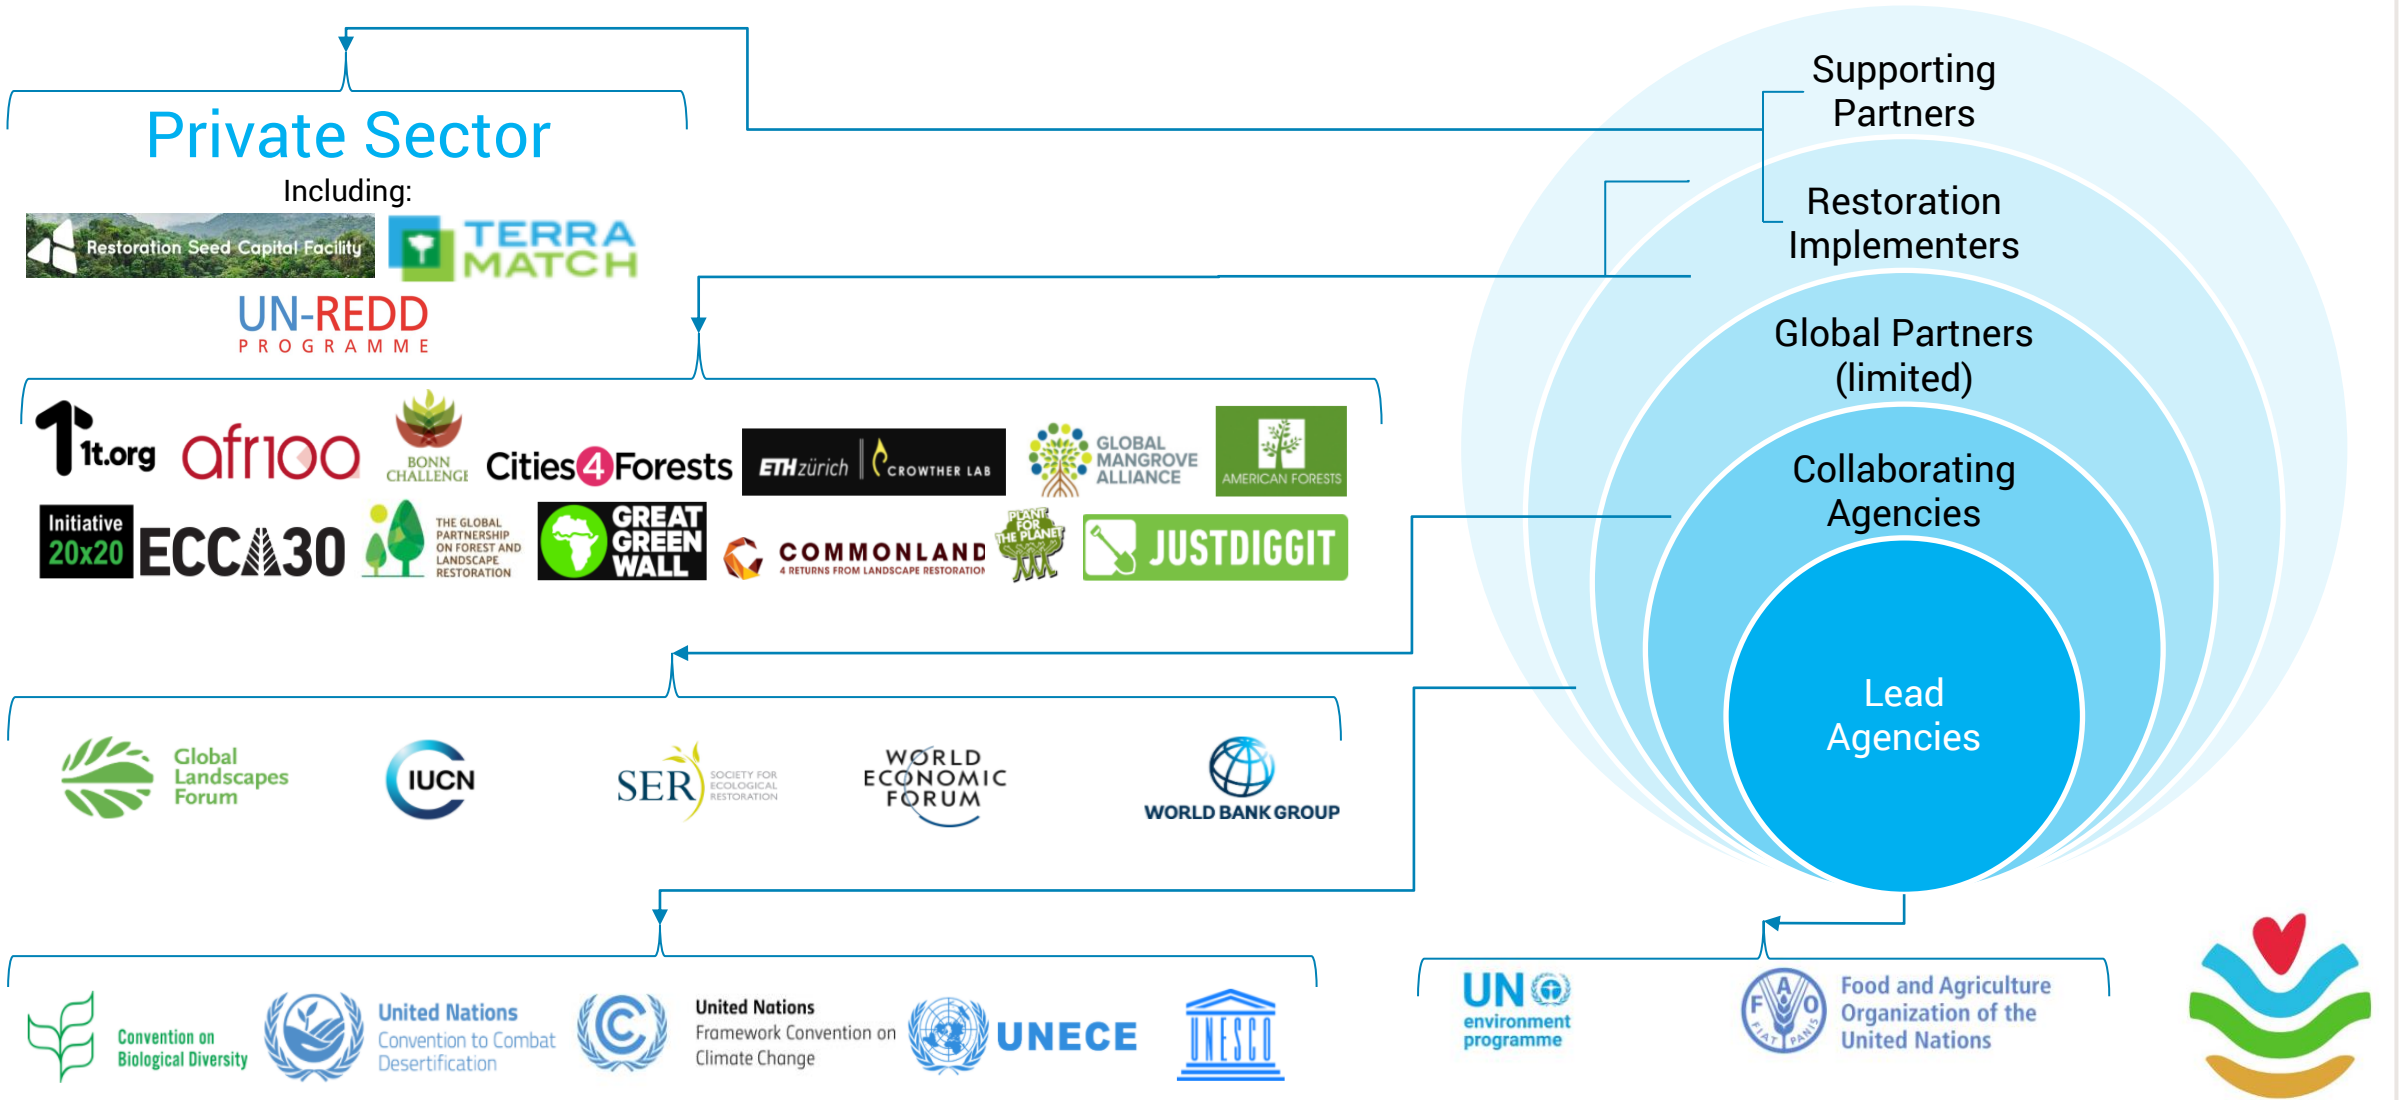 Private Sector
Including:
Restoration Seed Capital Facility
TERRA
MATCH
UN-REDD
PROGRAMME
1t.org
afr100
BONN
CHALLENGE
Cities4Forests
ETHzürich
CROWTHER LAB
GLOBAL
MANGROVE
ALLIANCE
AMERICAN FORESTS
Initiative
20x20
ECCA30
THE GLOBAL
PARTNERSHIP
ON FOREST AND
LANDSCAPE
RESTORATION
GREAT
GREEN
WALL
COMMONLAND
4 RETURNS FROM LANDSCAPE RESTORATION
PLANT
FOR
THE PLANET
JUSTDIGGIT
Global
Landscapes
Forum
IUCN
SER
SOCIETY FOR
ECOLOGICAL
RESTORATION
WORLD
ECONOMIC
FORUM
WORLD BANK GROUP
Convention on
Biological Diversity
United Nations
Convention to Combat
Desertification
United Nations
Framework Convention on
Climate Change
UNECE
UNESCO
Supporting
Partners
Restoration
Implementers
Global Partners
(limited)
Collaborating
Agencies
Lead
Agencies
UN
environment
programme
F A O
FIAT PANIS
Food and Agriculture
Organization of the
United Nations